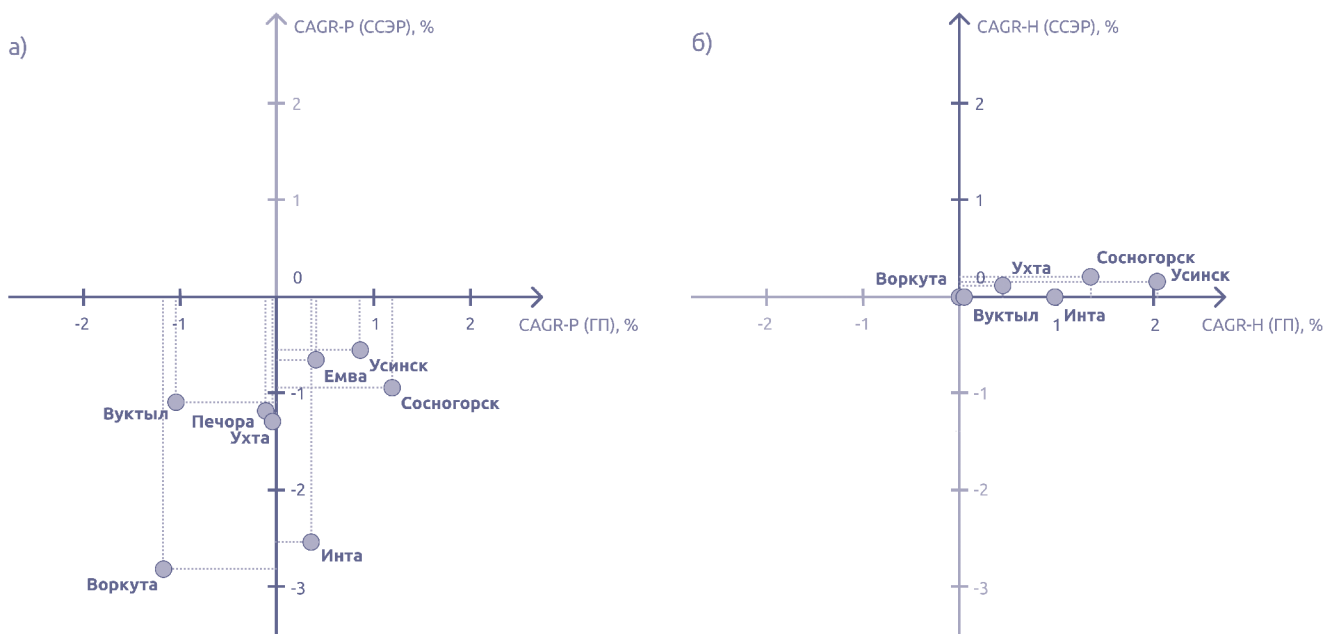 а)
CAGR-P (ССЭР), %
2
1
0
-2
-1
1
2
CAGR-P (ГП), %
Усинск
Емва
-1
Сосногорск
Вуктыл
Печора
Ухта
-2
Инта
Воркута
-3
б)
CAGR-H (ССЭР), %
2
1
Сосногорск
Ухта
Усинск
Воркута
0
Вуктыл
Инта
-2
-1
1
2
CAGR-H (ГП), %
-1
-2
-3